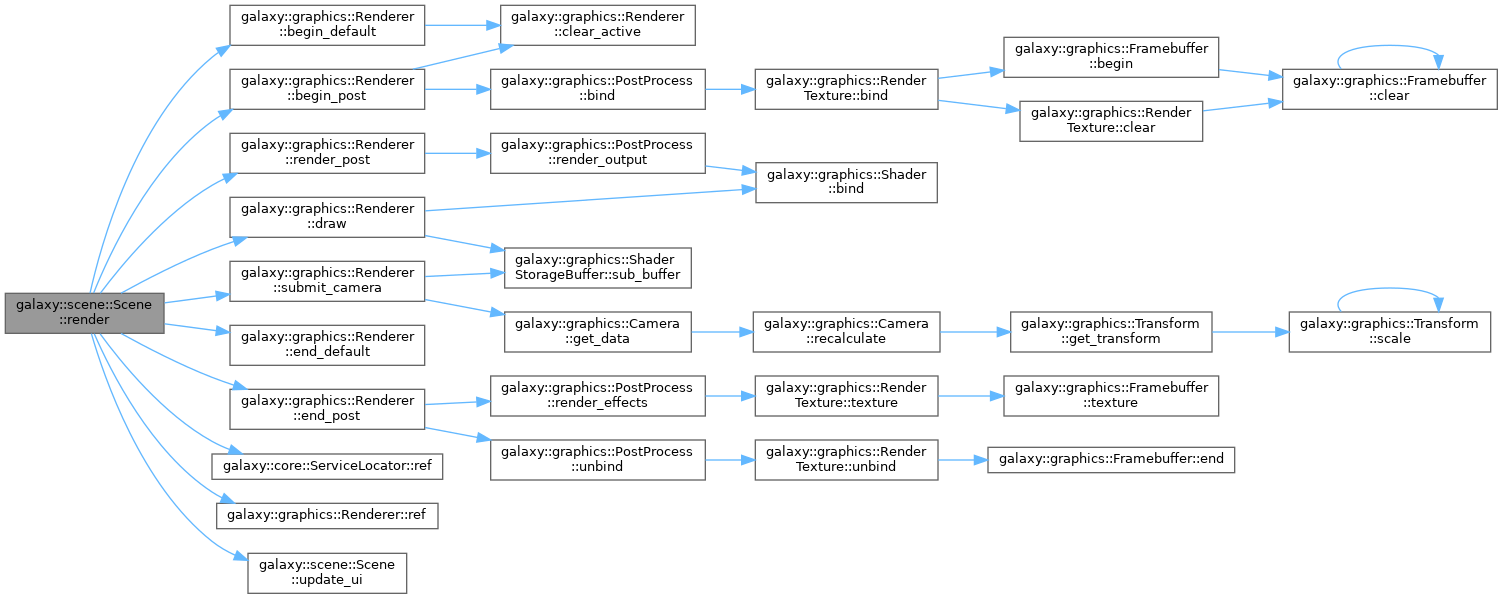 galaxy::scene::Scene
::render
galaxy::graphics::Renderer
::begin_default
galaxy::graphics::Renderer
::clear_active
galaxy::graphics::Renderer
::begin_post
galaxy::graphics::PostProcess
::bind
galaxy::graphics::Render
Texture::bind
galaxy::graphics::Framebuffer
::begin
galaxy::graphics::Framebuffer
::clear
galaxy::graphics::Render
Texture::clear
galaxy::graphics::Renderer
::render_post
galaxy::graphics::PostProcess
::render_output
galaxy::graphics::Shader
::bind
galaxy::graphics::Renderer
::draw
galaxy::graphics::Shader
StorageBuffer::sub_buffer
galaxy::graphics::Renderer
::submit_camera
galaxy::graphics::Camera
::get_data
galaxy::graphics::Camera
::recalculate
galaxy::graphics::Transform
::get_transform
galaxy::graphics::Transform
::scale
galaxy::graphics::Renderer
::end_default
galaxy::graphics::Renderer
::end_post
galaxy::graphics::PostProcess
::render_effects
galaxy::graphics::Render
Texture::texture
galaxy::graphics::Framebuffer
::texture
galaxy::graphics::PostProcess
::unbind
galaxy::graphics::Render
Texture::unbind
galaxy::graphics::Framebuffer::end
galaxy::core::ServiceLocator::ref
galaxy::graphics::Renderer::ref
galaxy::scene::Scene
::update_ui